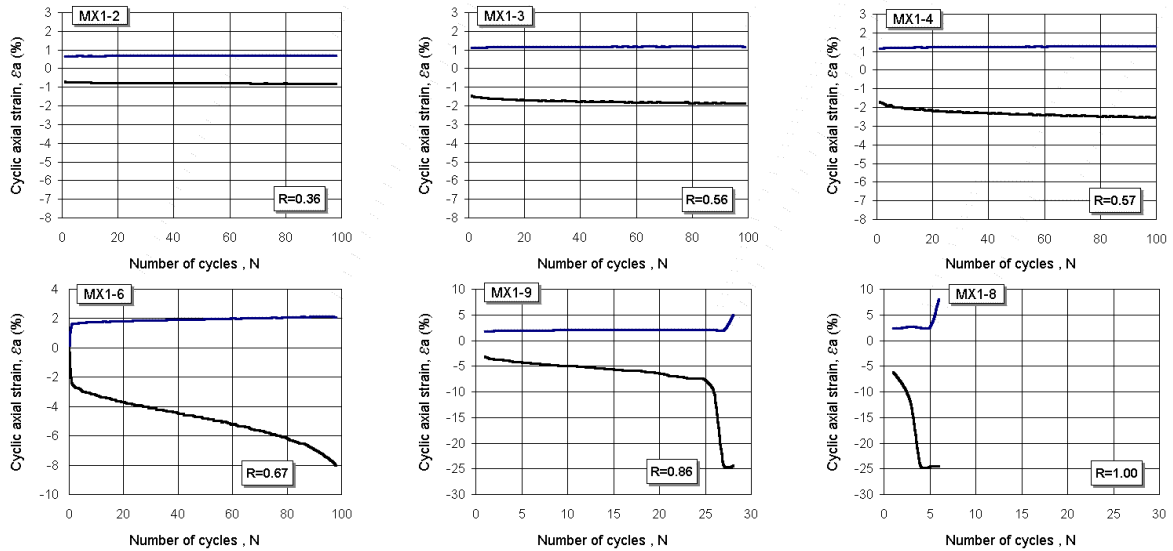 MX1-2
Cyclic axial strain, εa (%)
3
2
1
0
-1
-2
-3
-4
-5
-6
-7
-8
R=0.36
0 20 40 60 80 100
Number of cycles , N
MX1-3
Cyclic axial strain, εa (%)
3
2
1
0
-1
-2
-3
-4
-5
-6
-7
-8
R=0.56
0 20 40 60 80 100
Number of cycles , N
MX1-4
Cyclic axial strain, εa (%)
3
2
1
0
-1
-2
-3
-4
-5
-6
-7
-8
R=0.57
0 20 40 60 80 100
Number of cycles , N
MX1-6
Cyclic axial strain, εa (%)
4
2
0
-2
-4
-6
-8
-10
R=0.67
0 20 40 60 80 100
Number of cycles , N
MX1-9
Cyclic axial strain, εa (%)
10
5
0
-5
-10
-15
-20
-25
-30
R=0.86
0 5 10 15 20 25 30
Number of cycles , N
MX1-8
Cyclic axial strain, εa (%)
10
5
0
-5
-10
-15
-20
-25
-30
R=1.00
0 5 10 15 20 25 30
Number of cycles , N